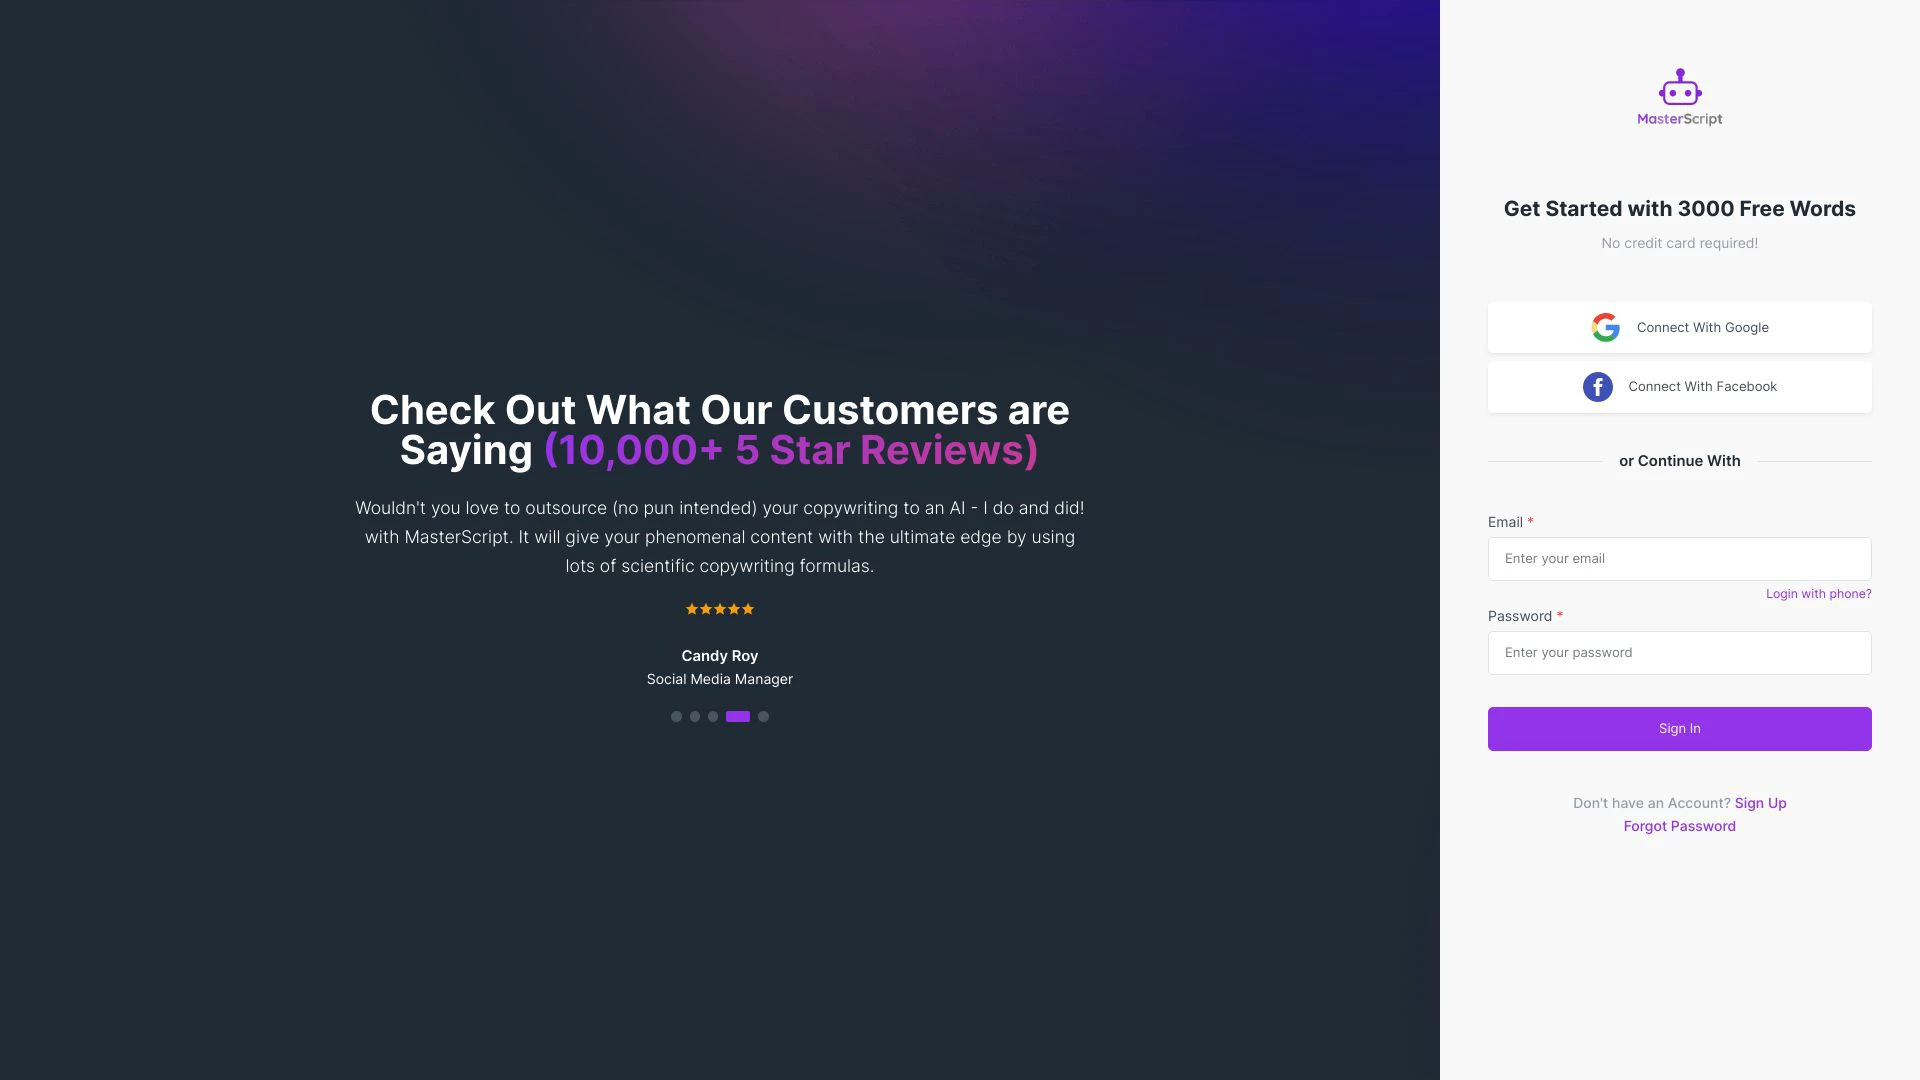 Check Out What Our Customers are
Saying (10,000+ 5 Star Reviews)
Wouldn't you love to outsource (no pun intended) your copywriting to an AI - I do and did!
with MasterScript. It will give your phenomenal content with the ultimate edge by using
lots of scientific copywriting formulas.
Candy Roy
Social Media Manager
MasterScript
Get Started with 3000 Free Words
No credit card required!
Connect With Google
Connect With Facebook
or Continue With
Email *
Enter your email
Login with phone?
Password *
Enter your password
Sign In
Don't have an Account? Sign Up
Forgot Password